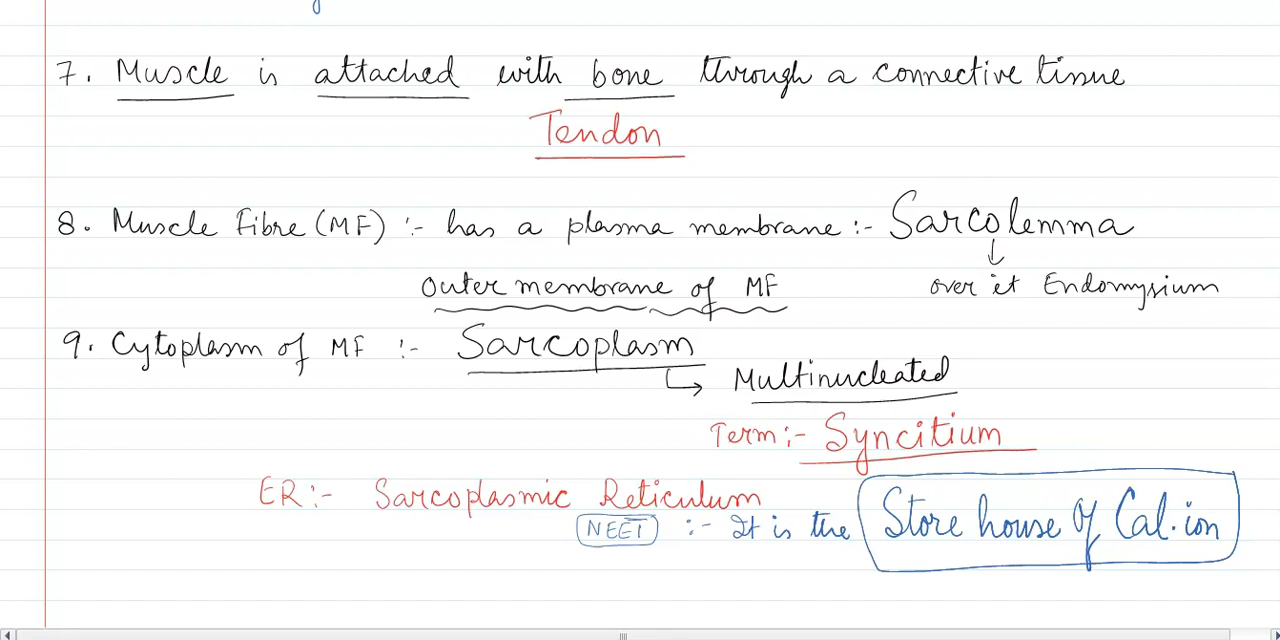 7. Muscle is attached with bone through a connective tissue
Tendon
8. Muscle Fibre (MF) :- has a plasma membrane :- Sarcolemma
↓
Outer membrane of MF
over it Endomysium
9. Cytoplasm of MF :- Sarcoplasm
↳ Multinucleated
Term :- Syncitium
ER :- Sarcoplasmic Reticulum
NEET :- It is the Store house Of Cal. ion